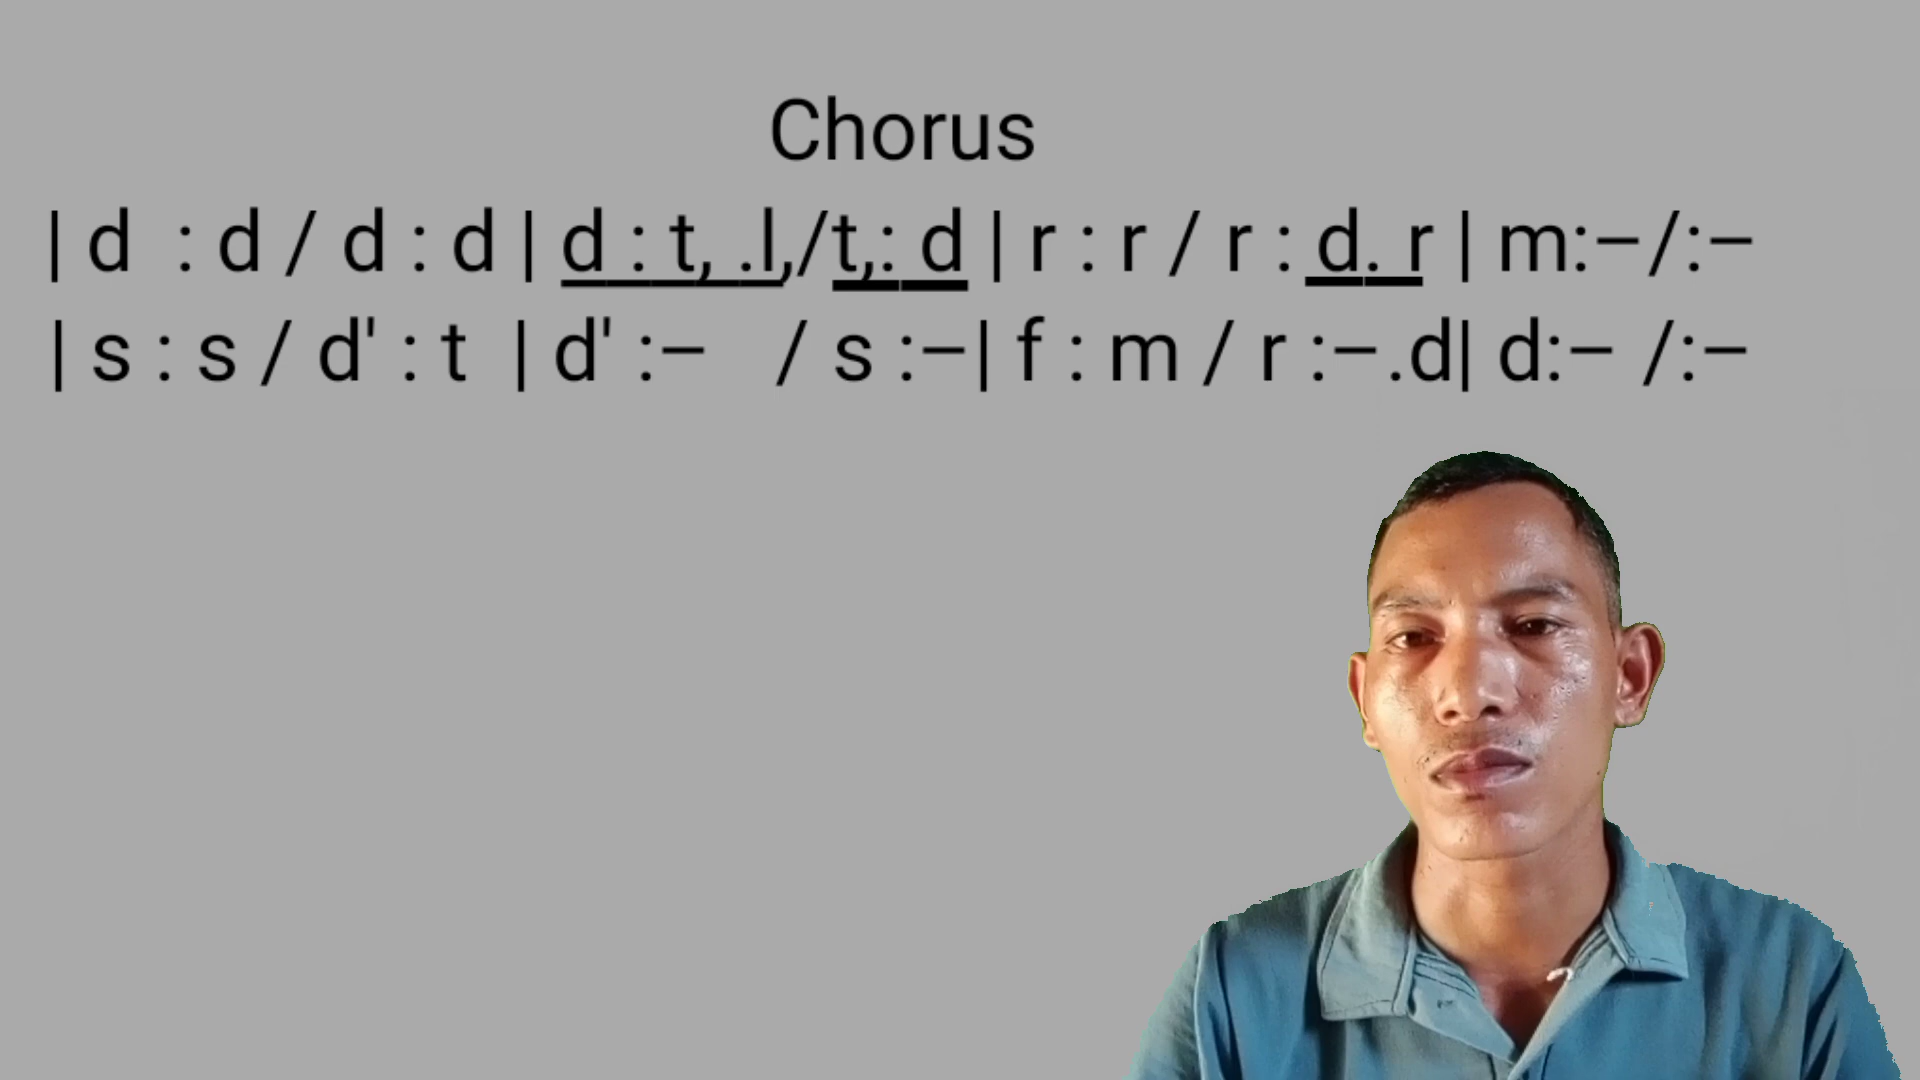 Chorus
| d : d / d : d | d : t, .l,/t,: d | r : r / r : d. r | m:–/:–
| s : s / d' : t | d' :– / s :–| f : m / r :–.d| d:– /:–